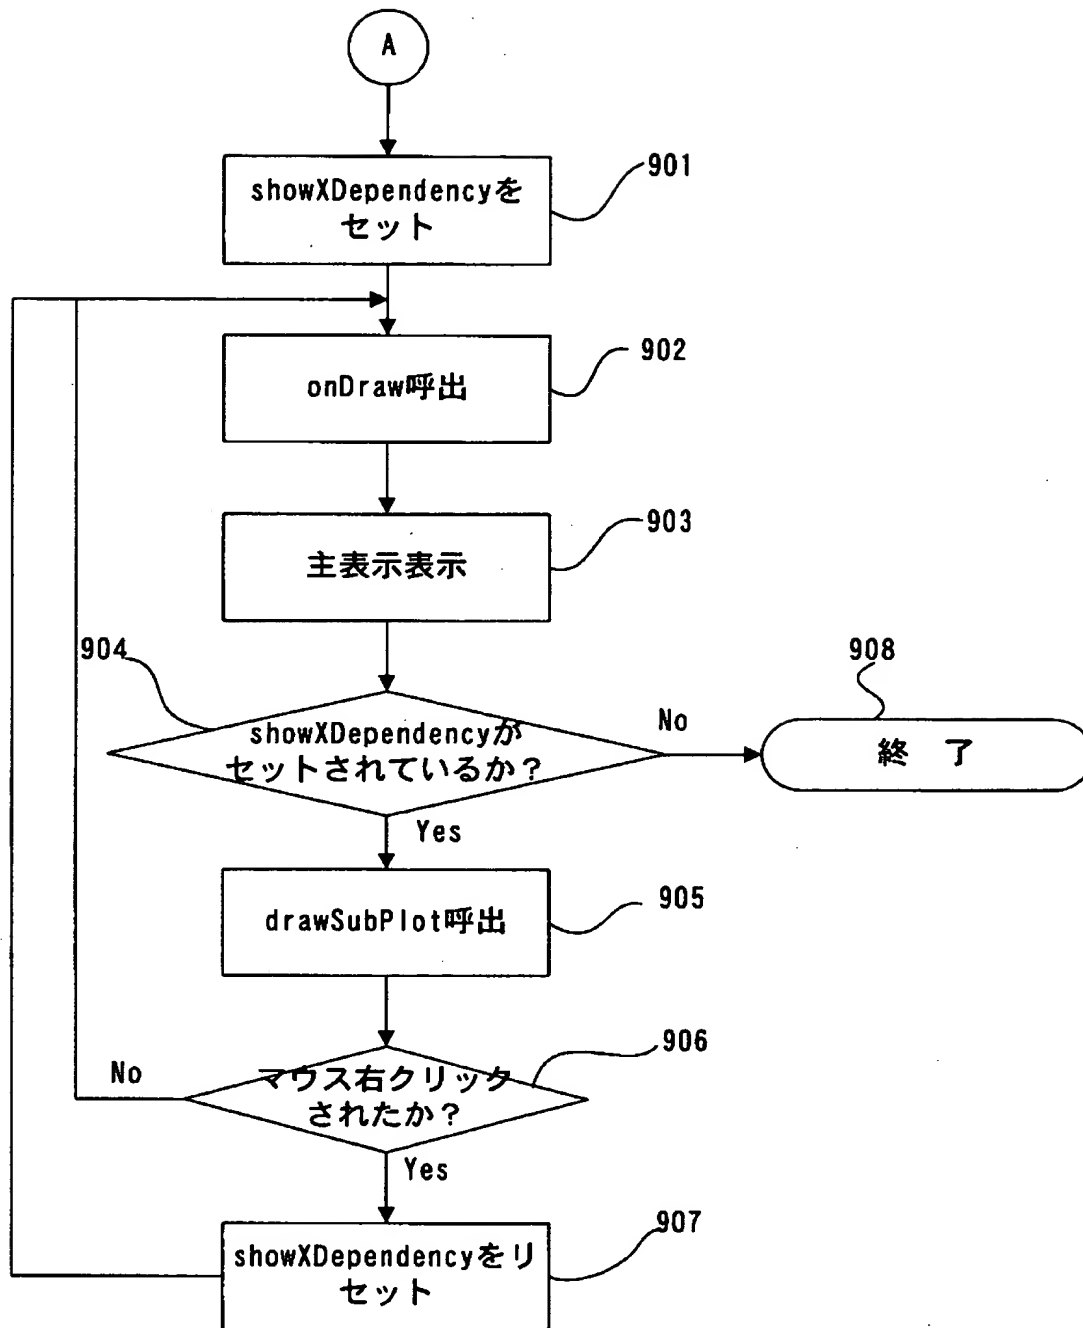 A
showXDependencyを
セット
901
onDraw呼出
902
主表示表示
903
904
showXDependencyが
セットされているか？
No
908
終 了
Yes
drawSubPlot呼出
905
マウス右クリック
されたか？
906
No
Yes
showXDependencyをリ
セット
907